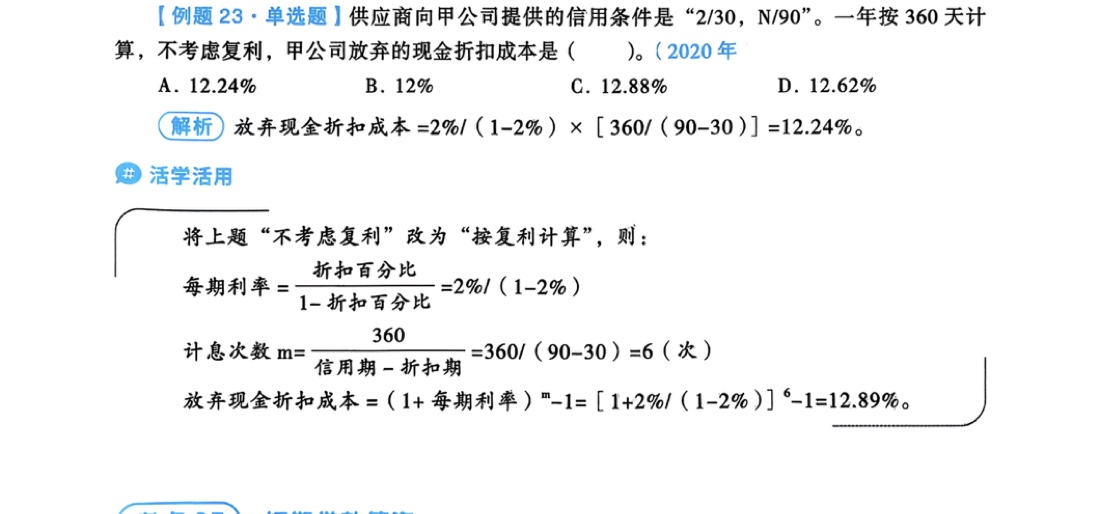 【例题 23·单选题】供应商向甲公司提供的信用条件是“2/30，N/90”。一年按 360 天计
算，不考虑复利，甲公司放弃的现金折扣成本是（　　）。（2020 年
A．12.24%　B．12%　C．12.88%　D．12.62%
解析 放弃现金折扣成本 =2%/（1–2%）×［360/（90–30）］=12.24%。
# 活学活用
将上题“不考虑复利”改为“按复利计算”，则：
每期利率 = 折扣百分比 / 1– 折扣百分比 =2%/（1–2%）
计息次数 m= 360 / 信用期 – 折扣期 =360/（90–30）=6（次）
放弃现金折扣成本 =（1+ 每期利率）ᵐ–1=［1+2%/（1–2%）］⁶–1=12.89%。